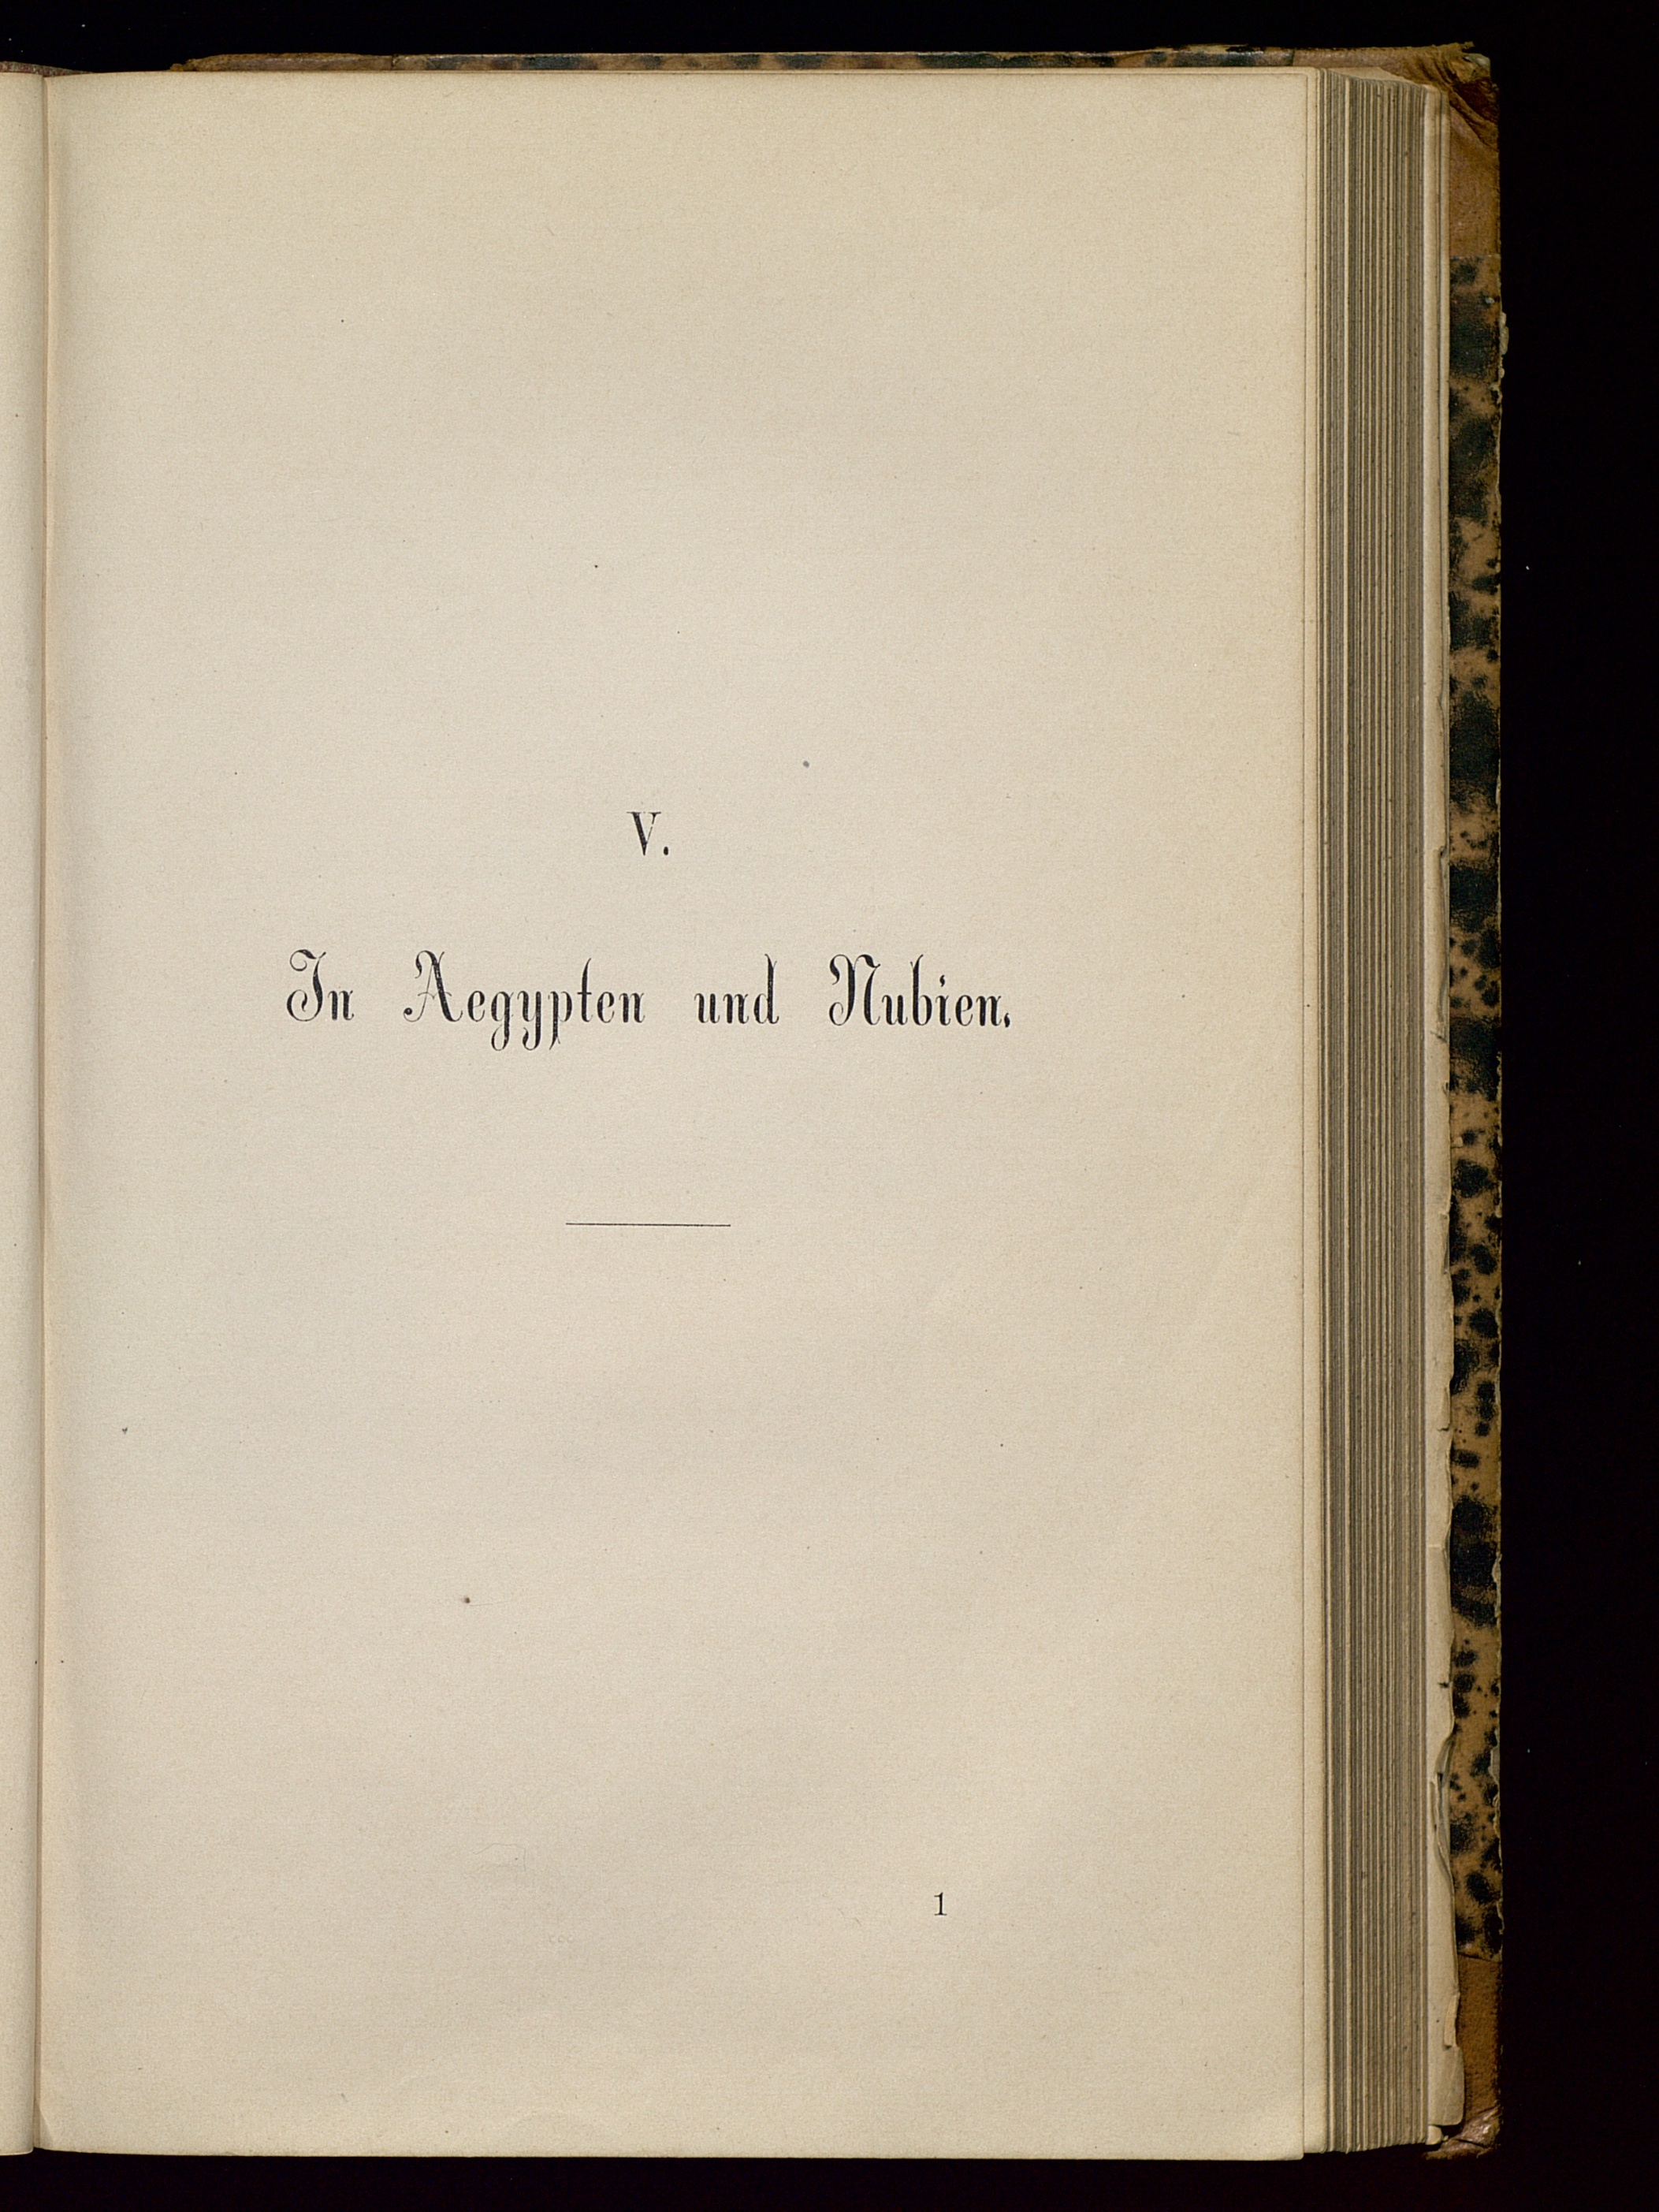 V.
In Aegypten und Nubien.
1